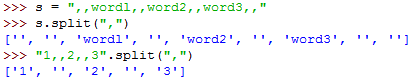 >>> s = ",,word1,,word2,,word3,,"
>>> s.split(",")
['', '', 'word1', '', 'word2', '', 'word3', '', '']
>>> "1,,2,,3".split(",")
['1', '', '2', '', '3']